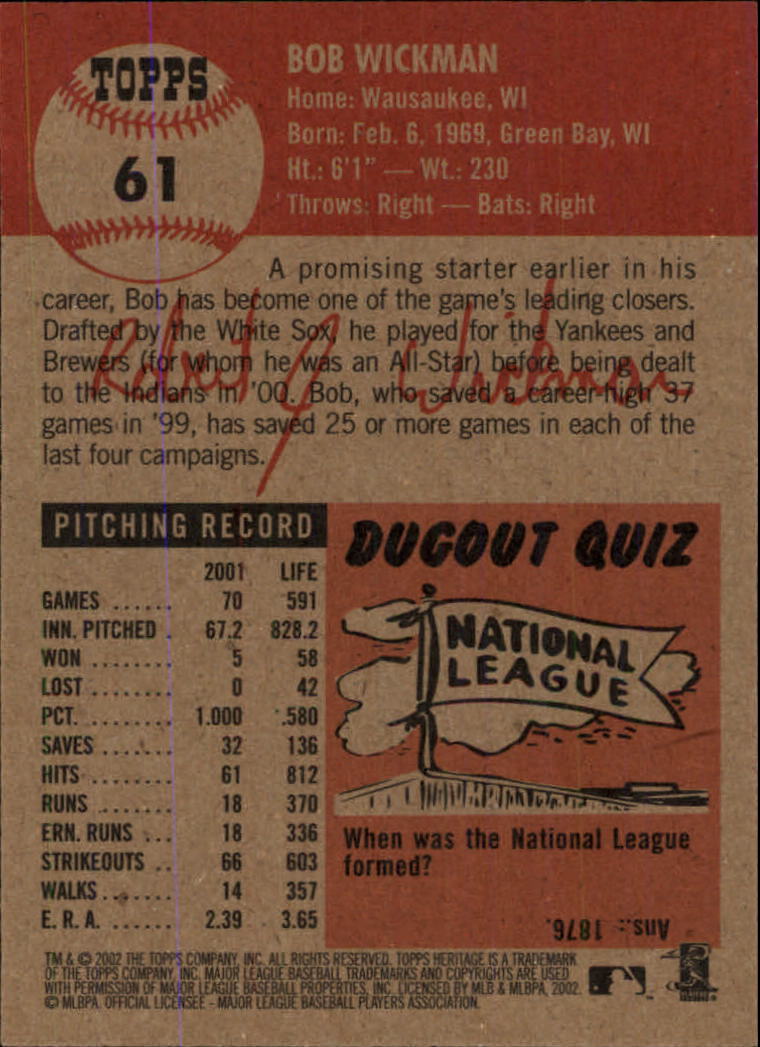 TOPPS
61
BOB WICKMAN
Home: Wausaukee, WI
Born: Feb. 6, 1969, Green Bay, WI
Ht.: 6'1" — Wt.: 230
Throws: Right — Bats: Right
A promising starter earlier in his
career, Bob has become one of the game's leading closers.
Drafted by the White Sox, he played for the Yankees and
Brewers (for whom he was an All-Star) before being dealt
to the Indians in '00. Bob, who saved a career-high 37
games in '99, has saved 25 or more games in each of the
last four campaigns.
Robert J Wickman
PITCHING RECORD
2001 LIFE
GAMES ...... 70 591
INN. PITCHED . 67.2 828.2
WON ........ 5 58
LOST ........ 0 42
PCT. ........ 1.000 .580
SAVES ....... 32 136
HITS ........ 61 812
RUNS ....... 18 370
ERN. RUNS ... 18 336
STRIKEOUTS .. 66 603
WALKS ....... 14 357
E. R. A. ...... 2.39 3.65
DUGOUT QUIZ
NATIONAL
LEAGUE
When was the National League
formed?
Ans.: 1876.
TM & © 2002 THE TOPPS COMPANY, INC. ALL RIGHTS RESERVED. TOPPS HERITAGE IS A TRADEMARK
OF THE TOPPS COMPANY, INC. MAJOR LEAGUE BASEBALL TRADEMARKS AND COPYRIGHTS ARE USED
WITH PERMISSION OF MAJOR LEAGUE BASEBALL PROPERTIES, INC. LICENSED BY MLB & MLBPA, 2002.
© MLBPA. OFFICIAL LICENSEE - MAJOR LEAGUE BASEBALL PLAYERS ASSOCIATION.